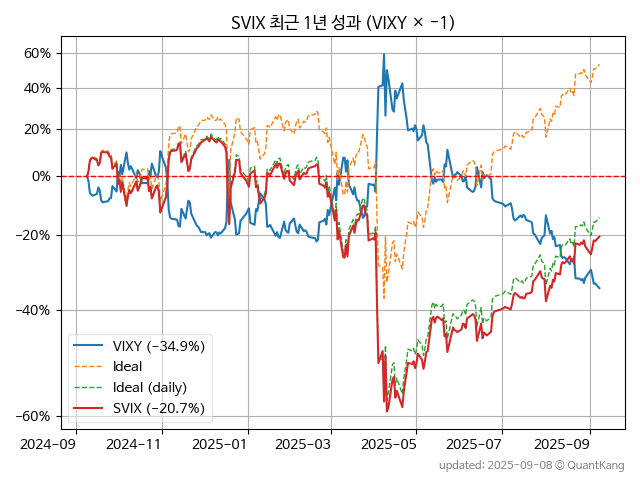 SVIX 최근 1년 성과 (VIXY × −1)
60%
40%
20%
0%
−20%
−40%
−60%
VIXY (−34.9%)
Ideal
Ideal (daily)
SVIX (−20.7%)
2024-09
2024-11
2025-01
2025-03
2025-05
2025-07
2025-09
updated: 2025-09-08 © QuantKang